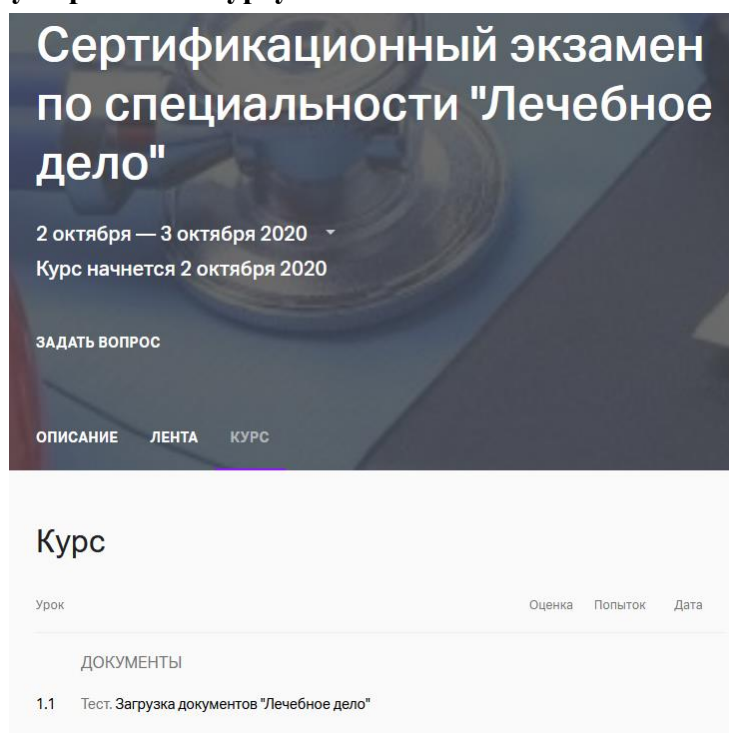 Сертификационный экзамен
по специальности "Лечебное
дело"
2 октября — 3 октября 2020
Курс начнется 2 октября 2020
ЗАДАТЬ ВОПРОС
ОПИСАНИЕ ЛЕНТА КУРС
Курс
Урок Оценка Попыток Дата
ДОКУМЕНТЫ
1.1 Тест. Загрузка документов "Лечебное дело"